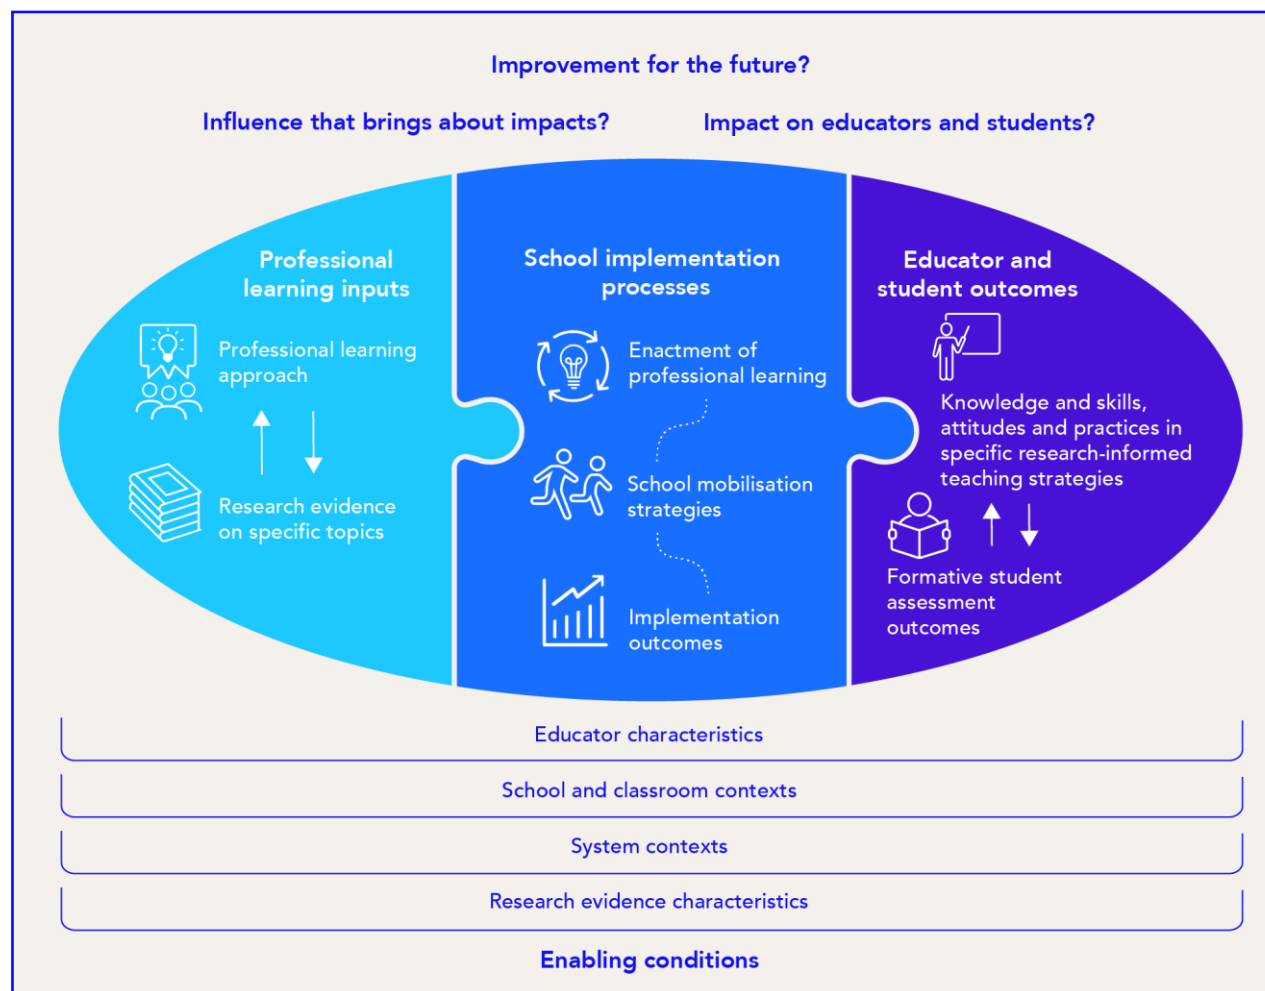 Improvement for the future?
Influence that brings about impacts?
Impact on educators and students?
Professional
learning inputs
Professional learning
approach
Research evidence
on specific topics
School implementation
processes
Enactment of
professional learning
School mobilisation
strategies
Implementation
outcomes
Educator and
student outcomes
Knowledge and skills,
attitudes and practices in
specific research-informed
teaching strategies
Formative student
assessment
outcomes
Educator characteristics
School and classroom contexts
System contexts
Research evidence characteristics
Enabling conditions